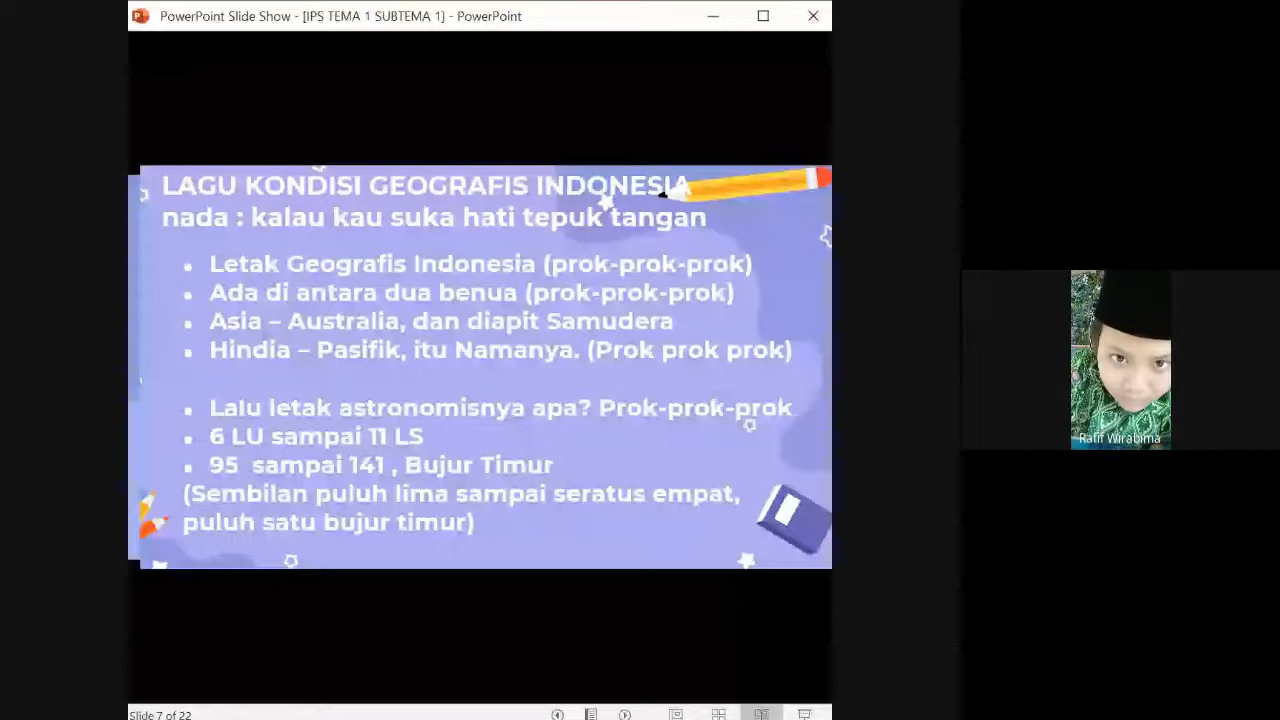 PowerPoint Slide Show - [IPS TEMA 1 SUBTEMA 1] - PowerPoint
LAGU KONDISI GEOGRAFIS INDONESIA
nada : kalau kau suka hati tepuk tangan
Letak Geografis Indonesia (prok-prok-prok)
Ada di antara dua benua (prok-prok-prok)
Asia – Australia, dan diapit Samudera
Hindia – Pasifik, itu Namanya. (Prok prok prok)
Lalu letak astronomisnya apa? Prok-prok-prok
6 LU sampai 11 LS
95 sampai 141 , Bujur Timur
(Sembilan puluh lima sampai seratus empat,
puluh satu bujur timur)
Rafif Wirabima
Slide 7 of 22